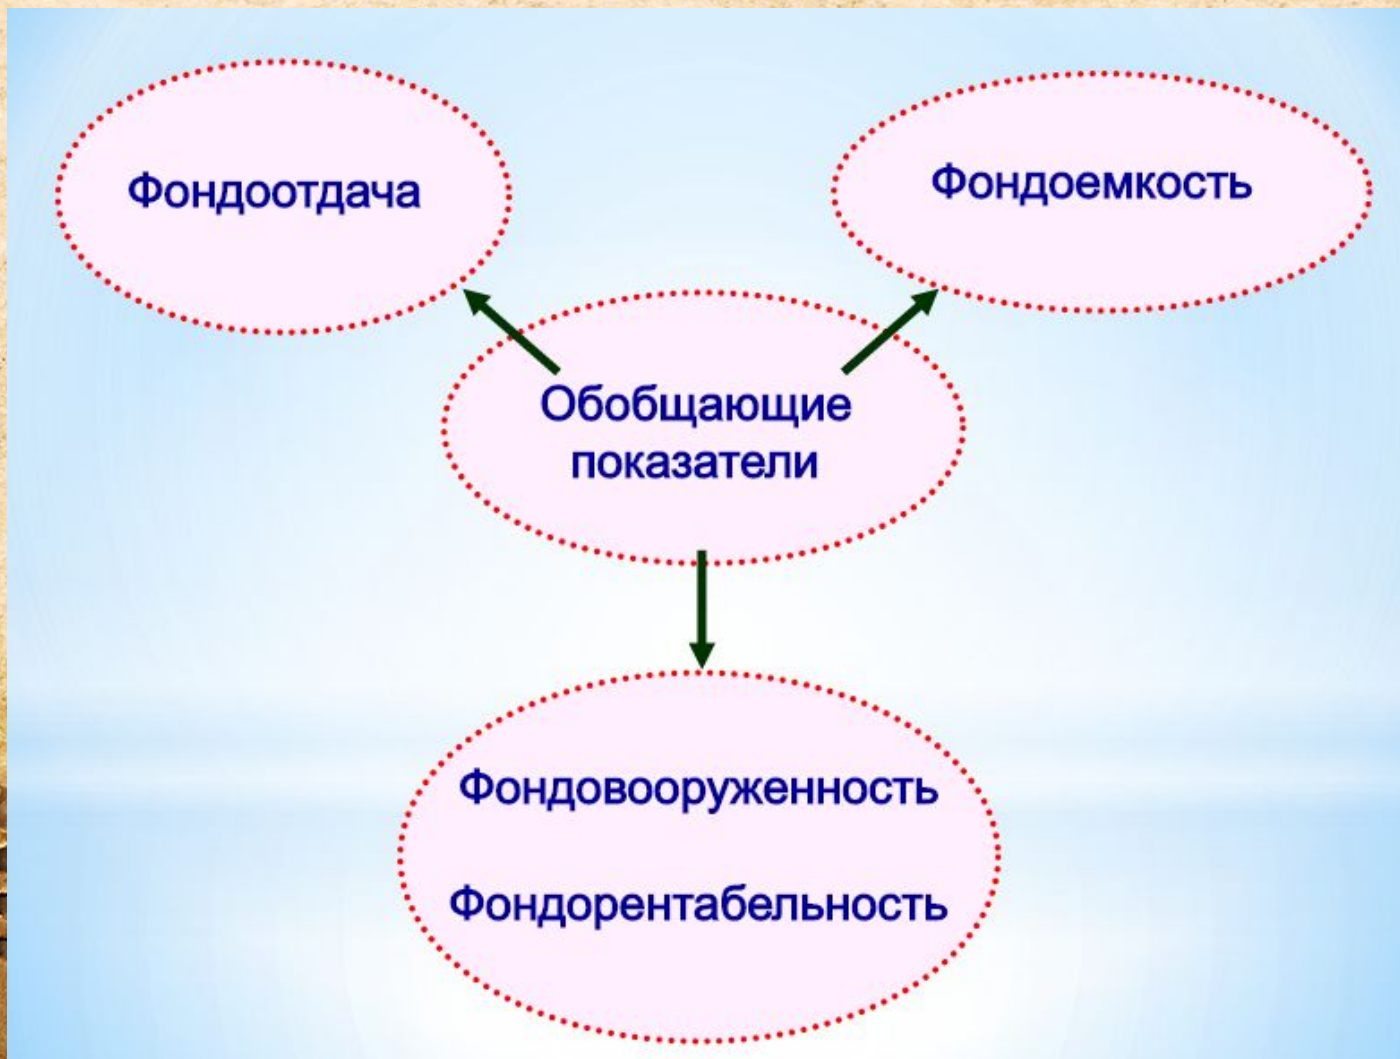 Фондоотдача
Фондоемкость
Обобщающие
показатели
Фондовооруженность
Фондорентабельность